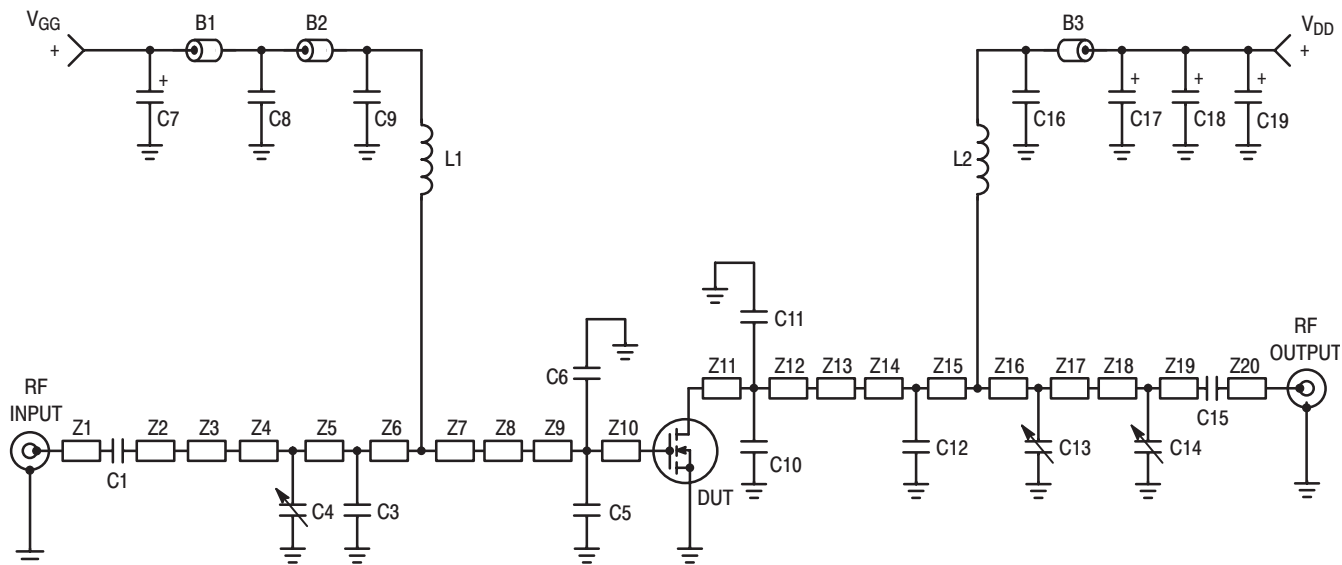 VGG
+
B1
B2
B3
VDD
+
+
C7
C8
C9
C16
+
C17
+
C18
+
C19
L1
L2
C11
RF
INPUT
RF
OUTPUT
C6
Z11
Z12
Z13
Z14
Z15
Z16
Z17
Z18
Z19
Z20
C15
Z1
Z2
Z3
Z4
Z5
Z6
Z7
Z8
Z9
Z10
C1
C4
C3
C5
DUT
C10
C12
C13
C14